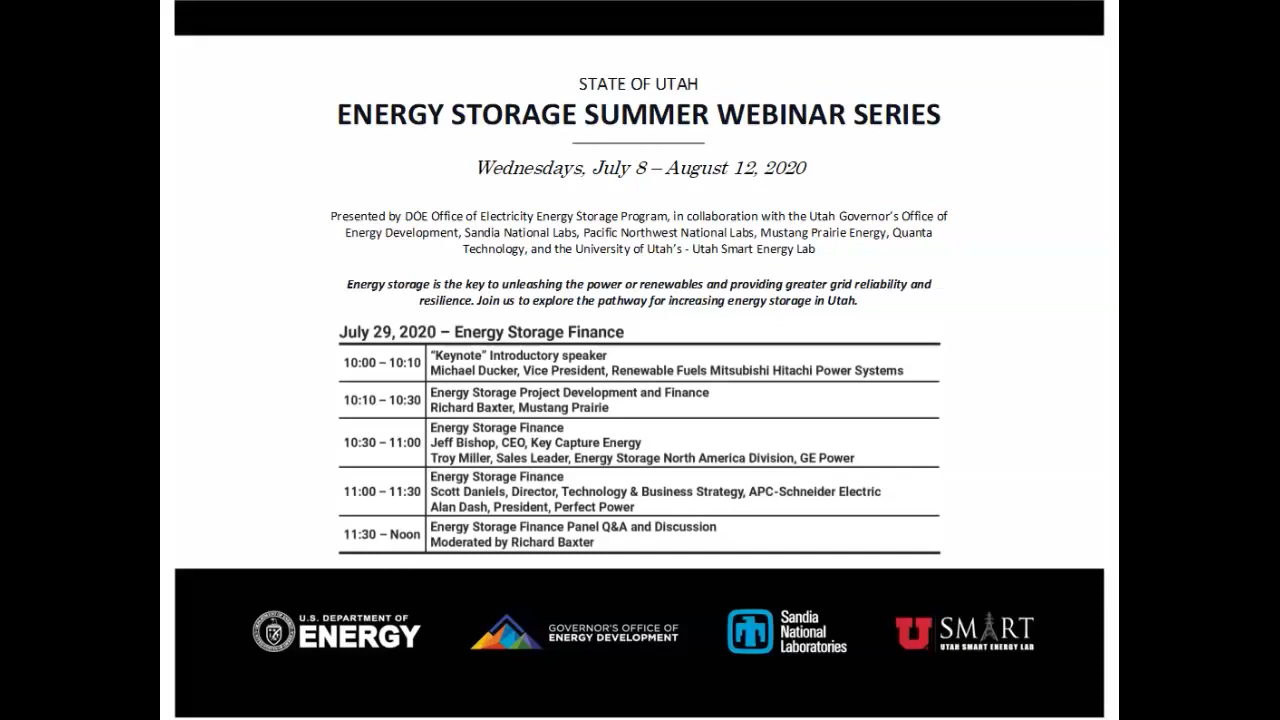 STATE OF UTAH
ENERGY STORAGE SUMMER WEBINAR SERIES
Wednesdays, July 8 – August 12, 2020
Presented by DOE Office of Electricity Energy Storage Program, in collaboration with the Utah Governor's Office of
Energy Development, Sandia National Labs, Pacific Northwest National Labs, Mustang Prairie Energy, Quanta
Technology, and the University of Utah's - Utah Smart Energy Lab
Energy storage is the key to unleashing the power or renewables and providing greater grid reliability and
resilience. Join us to explore the pathway for increasing energy storage in Utah.
July 29, 2020 – Energy Storage Finance
10:00 – 10:10
"Keynote" Introductory speaker
Michael Ducker, Vice President, Renewable Fuels Mitsubishi Hitachi Power Systems
10:10 – 10:30
Energy Storage Project Development and Finance
Richard Baxter, Mustang Prairie
10:30 – 11:00
Energy Storage Finance
Jeff Bishop, CEO, Key Capture Energy
Troy Miller, Sales Leader, Energy Storage North America Division, GE Power
11:00 – 11:30
Energy Storage Finance
Scott Daniels, Director, Technology & Business Strategy, APC-Schneider Electric
Alan Dash, President, Perfect Power
11:30 – Noon
Energy Storage Finance Panel Q&A and Discussion
Moderated by Richard Baxter
U.S. DEPARTMENT OF
ENERGY
GOVERNOR'S OFFICE OF
ENERGY DEVELOPMENT
Sandia
National
Laboratories
U SMART
UTAH SMART ENERGY LAB